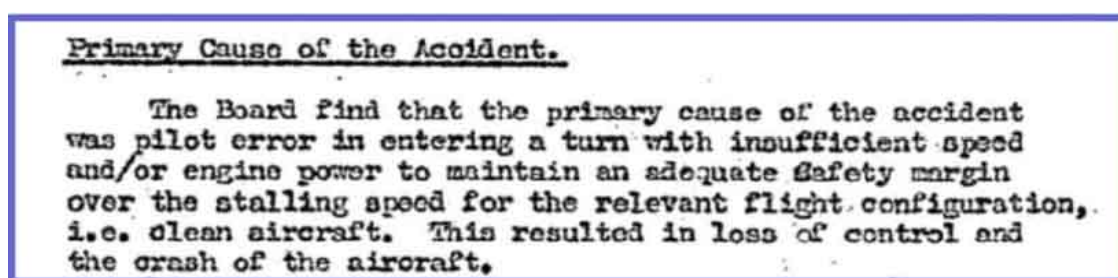 Primary Cause of the Accident.
The Board find that the primary cause of the accident
was pilot error in entering a turn with insufficient speed
and/or engine power to maintain an adequate Safety margin
over the stalling speed for the relevant flight configuration,
i.e. clean aircraft. This resulted in loss of control and
the crash of the aircraft.